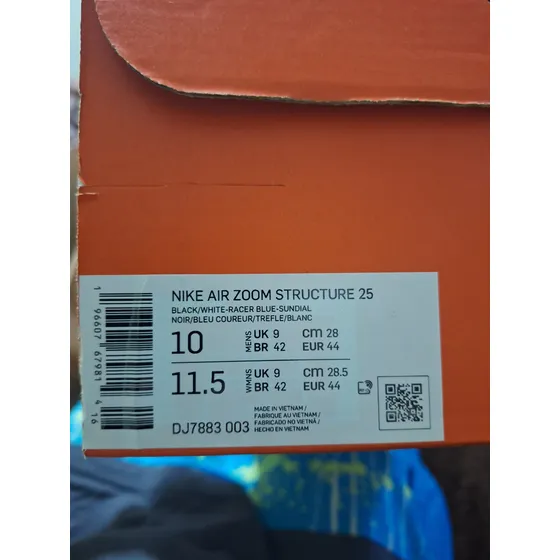 NIKE AIR ZOOM STRUCTURE 25
BLACK/WHITE-RACER BLUE-SUNDIAL
NOIR/BLEU COUREUR/TREFLE/BLANC
10 MENS UK 9 CM 28
BR 42 EUR 44
11.5 WMNS UK 9 CM 28.5
BR 42 EUR 44
MADE IN VIETNAM /
FABRIQUE AU VIETNAM /
FABRICADO NO VIETNÃ /
HECHO EN VIETNAM
DJ7883 003
1 96607 67981 4 16